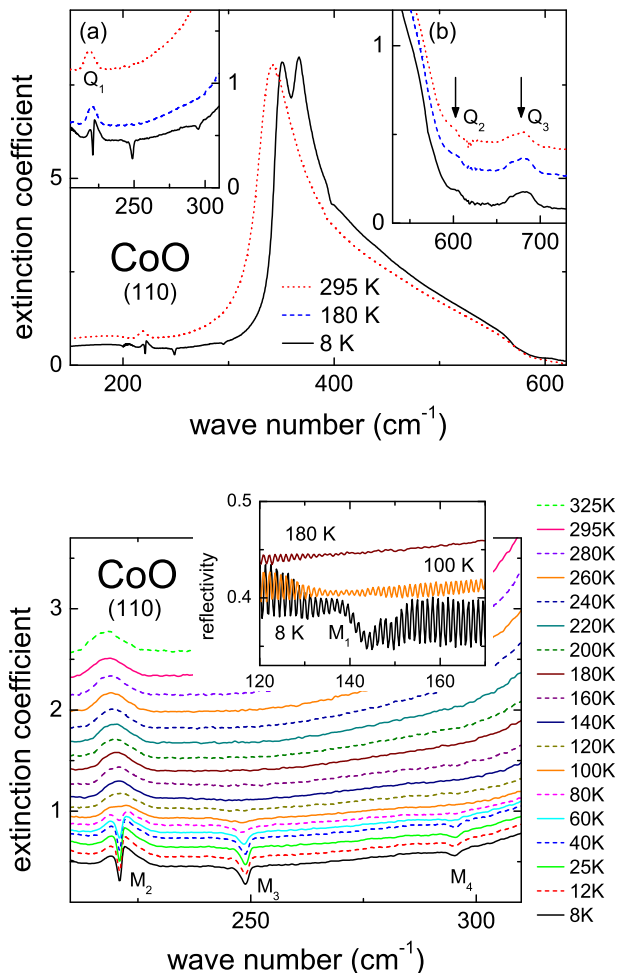 (a)
(b)
Q1
1
0
250
300
1
0
Q2
Q3
600
700
extinction coefficient
5
0
CoO
(110)
295 K
180 K
8 K
200
300
400
500
600
wave number (cm-1)
0.5
0.4
reflectivity
180 K
100 K
8 K
M1
120
140
160
CoO
(110)
extinction coefficient
3
2
1
M2
M3
M4
250
300
wave number (cm-1)
325K
295K
280K
260K
240K
220K
200K
180K
160K
140K
120K
100K
80K
60K
40K
25K
12K
8K